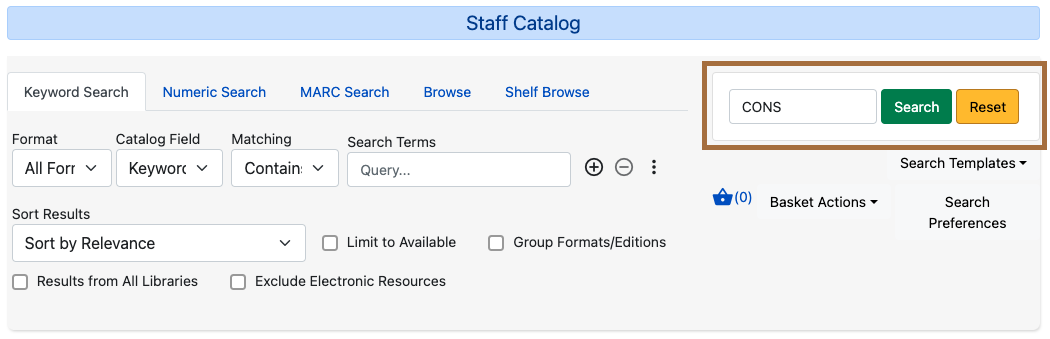 Staff Catalog
Keyword Search Numeric Search MARC Search Browse Shelf Browse
CONS Search Reset
Format Catalog Field Matching Search Terms
All Forr Keyword Contain: Query...
Search Templates
(0) Basket Actions Search Preferences
Sort Results
Sort by Relevance Limit to Available Group Formats/Editions
Results from All Libraries Exclude Electronic Resources